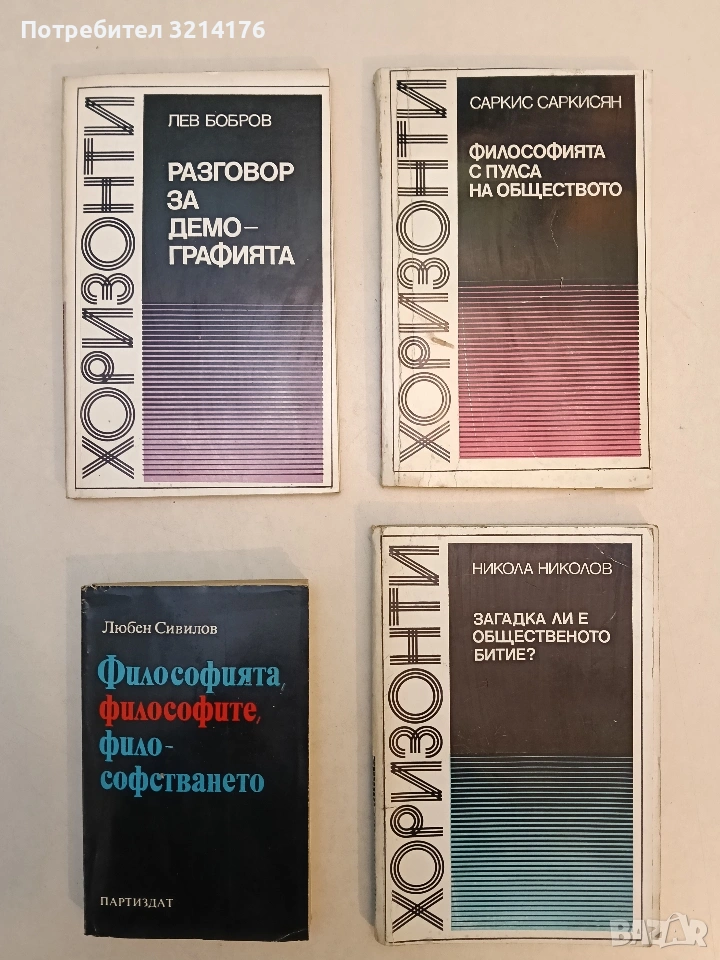 Потребител 3214176
ХОРИЗОНТИ
ЛЕВ БОБРОВ
РАЗГОВОР
ЗА
ДЕМО-
ГРАФИЯТА
ХОРИЗОНТИ
САРКИС САРКИСЯН
ФИЛОСОФИЯТА
С ПУЛСА
НА ОБЩЕСТВОТО
Любен Сивилов
Философията,
философите,
фило-
софстването
ПАРТИЗДАТ
ХОРИЗОНТИ
НИКОЛА НИКОЛОВ
ЗАГАДКА ЛИ Е
ОБЩЕСТВЕНОТО
БИТИЕ?
BAZAR